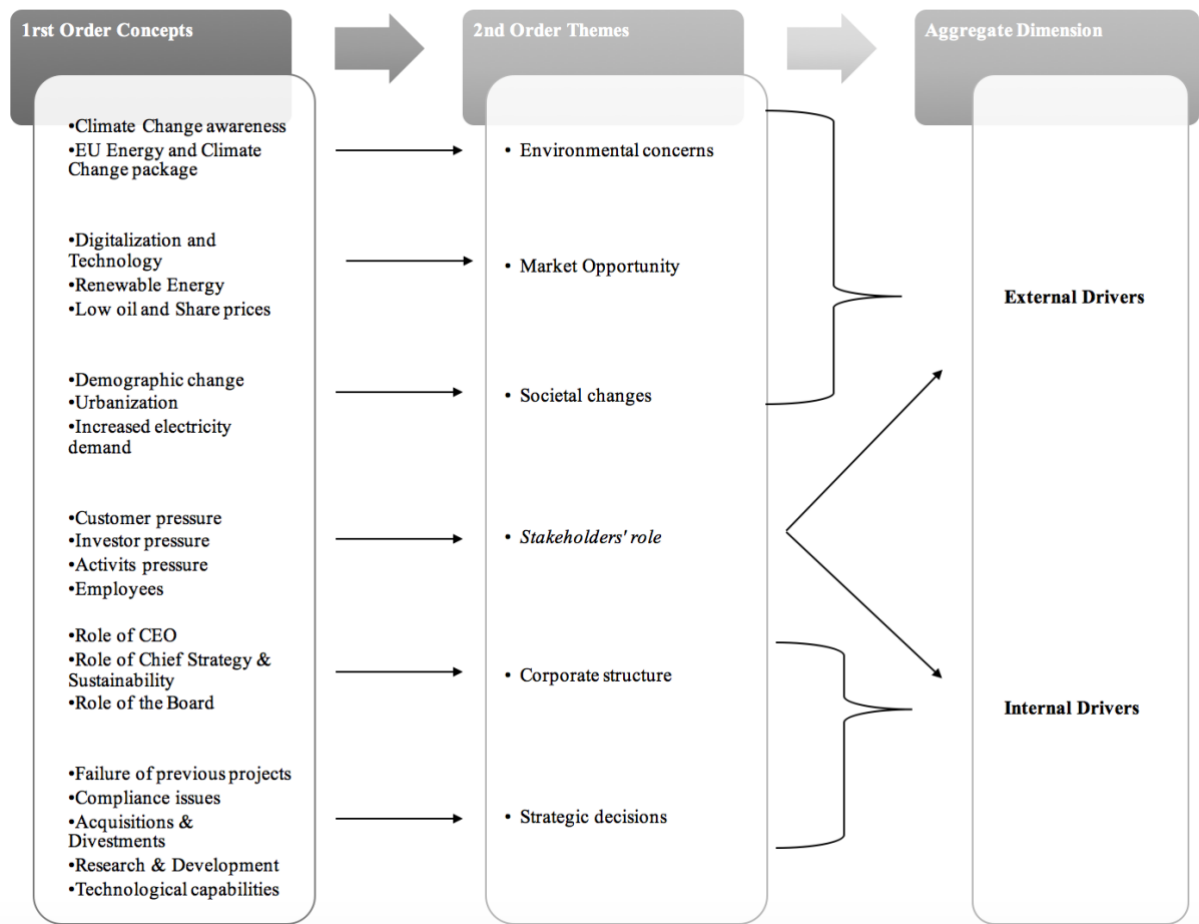 1rst Order Concepts
2nd Order Themes
Aggregate Dimension
•Climate Change awareness
•EU Energy and Climate
Change package
• Environmental concerns
•Digitalization and
Technology
•Renewable Energy
•Low oil and Share prices
• Market Opportunity
External Drivers
•Demographic change
•Urbanization
•Increased electricity
demand
• Societal changes
•Customer pressure
•Investor pressure
•Activits pressure
•Employees
• Stakeholders' role
•Role of CEO
•Role of Chief Strategy &
Sustainability
•Role of the Board
• Corporate structure
Internal Drivers
•Failure of previous projects
•Compliance issues
•Acquisitions &
Divestments
•Research & Development
•Technological capabilities
• Strategic decisions